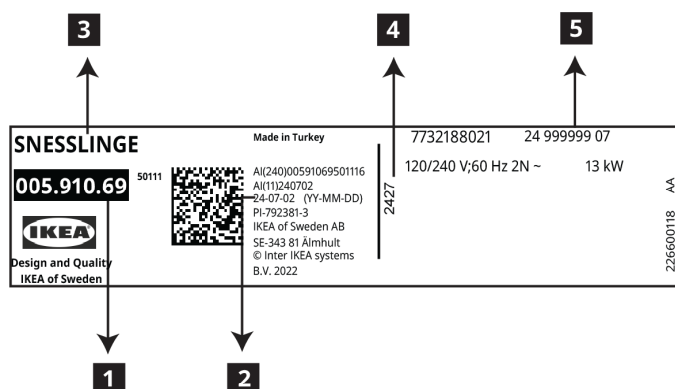 3
4
5
SNESSLINGE
005.910.69
50111
IKEA
Design and Quality
IKEA of Sweden
Made in Turkey
AI(240)00591069501116
AI(11)240702
24-07-02 (YY-MM-DD)
PI-792381-3
IKEA of Sweden AB
SE-343 81 Älmhult
© Inter IKEA systems
B.V. 2022
2427
7732188021 24 999999 07
120/240 V;60 Hz 2N ~ 13 kW
226600118 AA
1
2